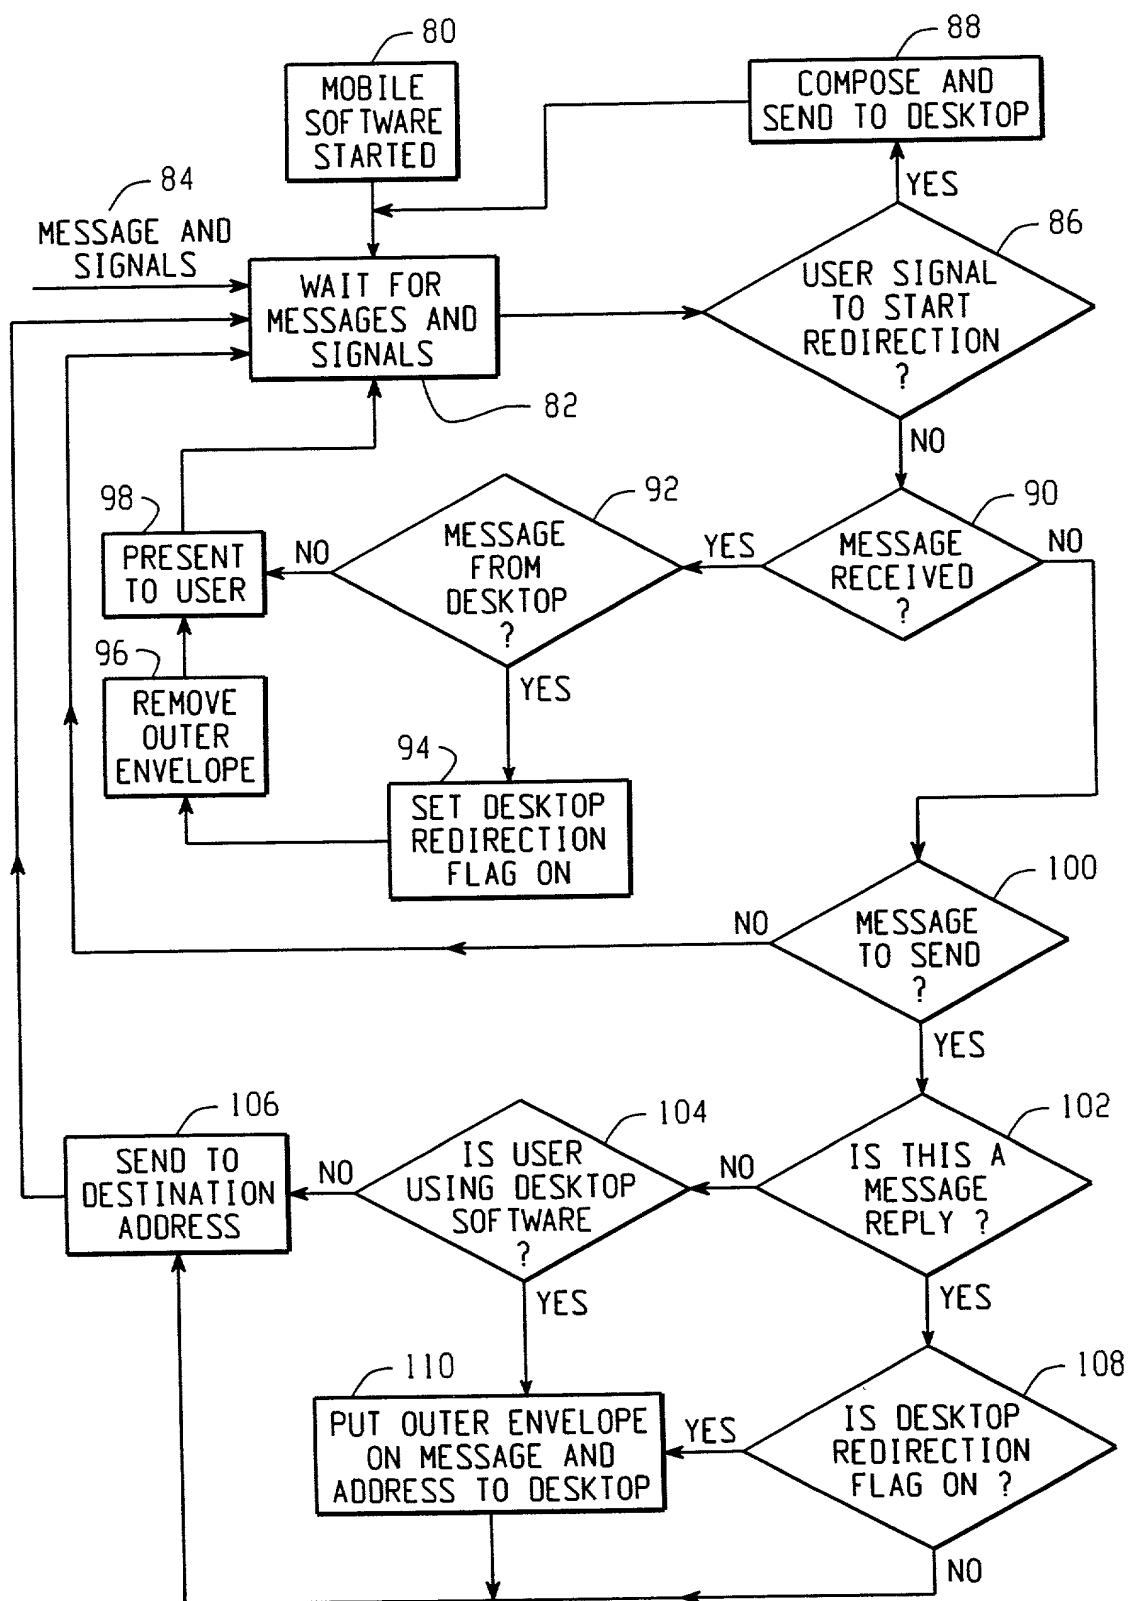 80
MOBILE
SOFTWARE
STARTED
88
COMPOSE AND
SEND TO DESKTOP
YES
84
MESSAGE AND
SIGNALS
WAIT FOR
MESSAGES AND
SIGNALS
82
86
USER SIGNAL
TO START
REDIRECTION
?
NO
98
PRESENT
TO USER
NO
92
MESSAGE
FROM
DESKTOP
?
YES
YES
90
MESSAGE
RECEIVED
?
NO
96
REMOVE
OUTER
ENVELOPE
94
SET DESKTOP
REDIRECTION
FLAG ON
100
MESSAGE
TO SEND
?
NO
YES
106
SEND TO
DESTINATION
ADDRESS
NO
104
IS USER
USING DESKTOP
SOFTWARE
?
YES
NO
102
IS THIS A
MESSAGE
REPLY ?
YES
110
PUT OUTER ENVELOPE
ON MESSAGE AND
ADDRESS TO DESKTOP
YES
108
IS DESKTOP
REDIRECTION
FLAG ON ?
NO